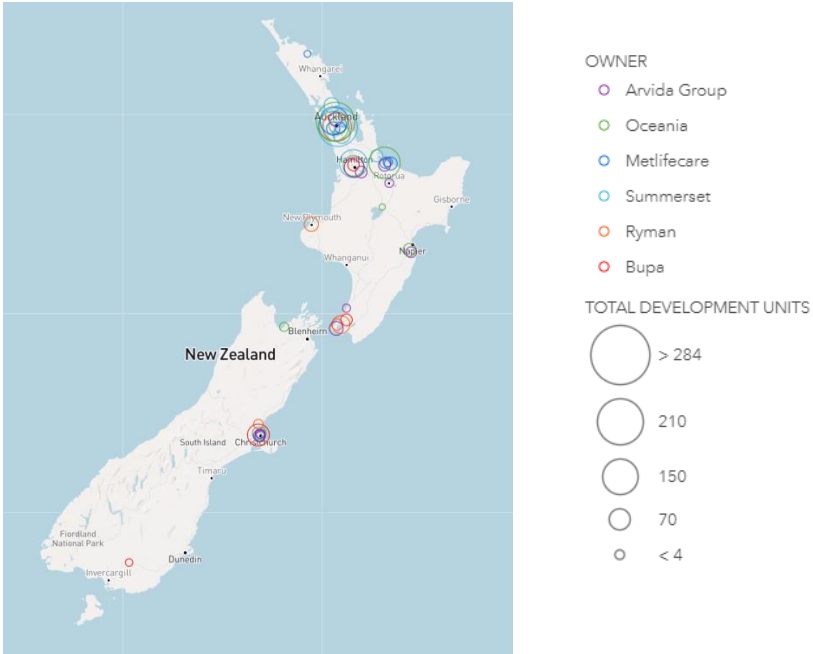 Whangarei
Auckland
Hamilton
Rotorua
Gisborne
New Plymouth
Napier
Whanganui
Blenheim
New Zealand
South Island
Christchurch
Timaru
Fiordland
National Park
Dunedin
Invercargill
OWNER
Arvida Group
Oceania
Metlifecare
Summerset
Ryman
Bupa
TOTAL DEVELOPMENT UNITS
> 284
210
150
70
< 4